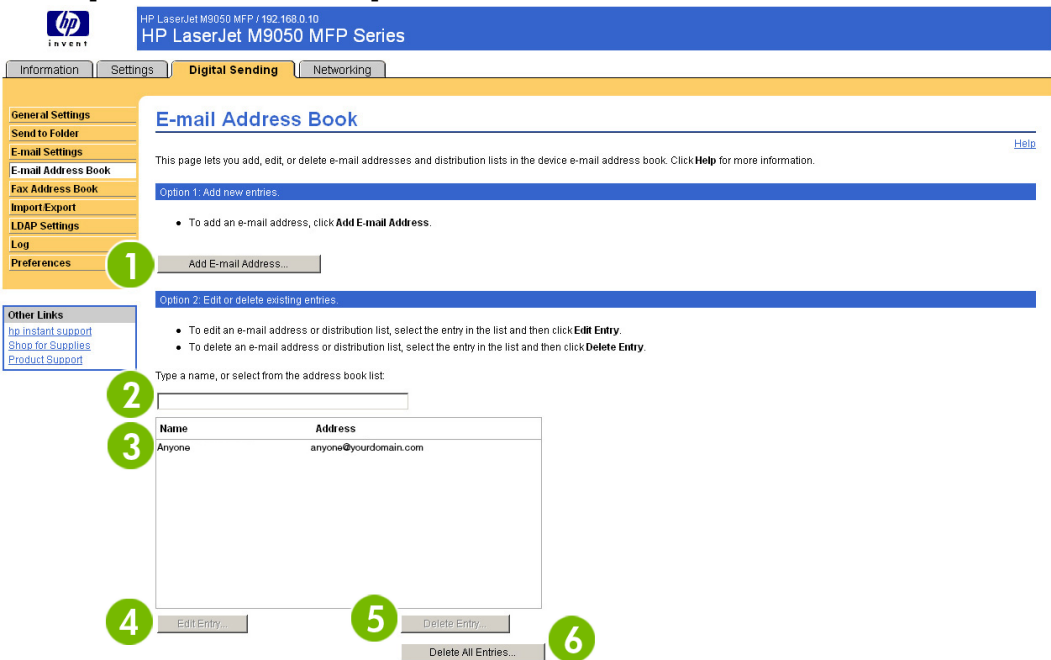 hp
invent
HP LaserJet M9050 MFP / 192.168.0.10
HP LaserJet M9050 MFP Series
Information
Settings
Digital Sending
Networking
General Settings
Send to Folder
E-mail Settings
E-mail Address Book
Fax Address Book
Import/Export
LDAP Settings
Log
Preferences
Other Links
hp instant support
Shop for Supplies
Product Support
E-mail Address Book
Help
This page lets you add, edit, or delete e-mail addresses and distribution lists in the device e-mail address book. Click Help for more information.
Option 1: Add new entries.
• To add an e-mail address, click Add E-mail Address.
1
Add E-mail Address...
Option 2: Edit or delete existing entries.
• To edit an e-mail address or distribution list, select the entry in the list and then click Edit Entry.
• To delete an e-mail address or distribution list, select the entry in the list and then click Delete Entry.
Type a name, or select from the address book list:
2
Name Address
3
Anyone anyone@yourdomain.com
4
Edit Entry...
5
Delete Entry...
Delete All Entries...
6